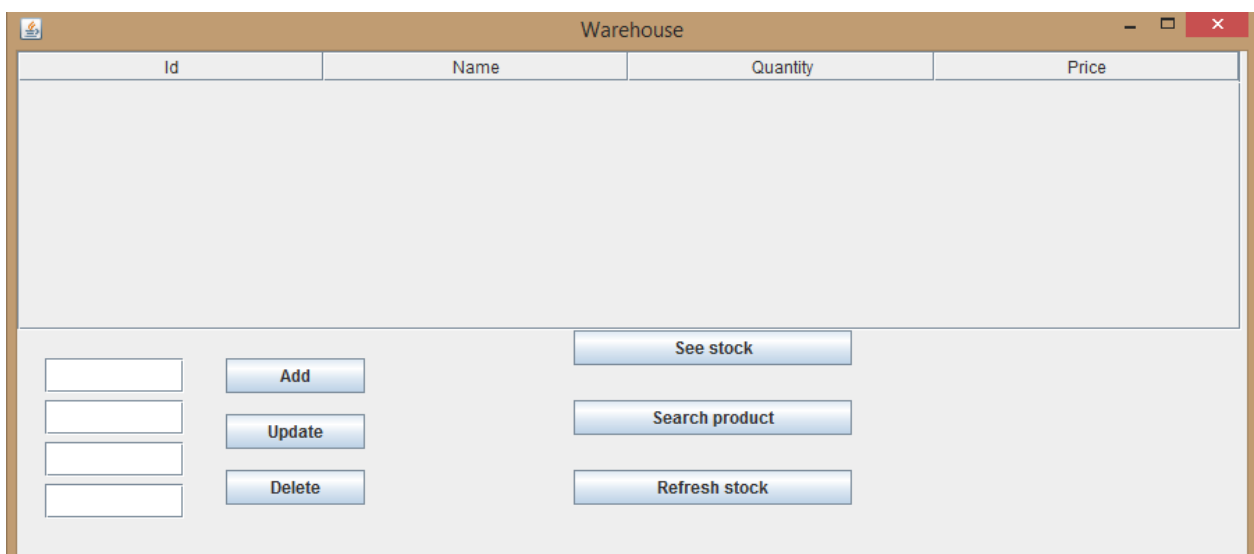 Warehouse
Id Name Quantity Price
See stock
Add
Search product
Update
Delete Refresh stock